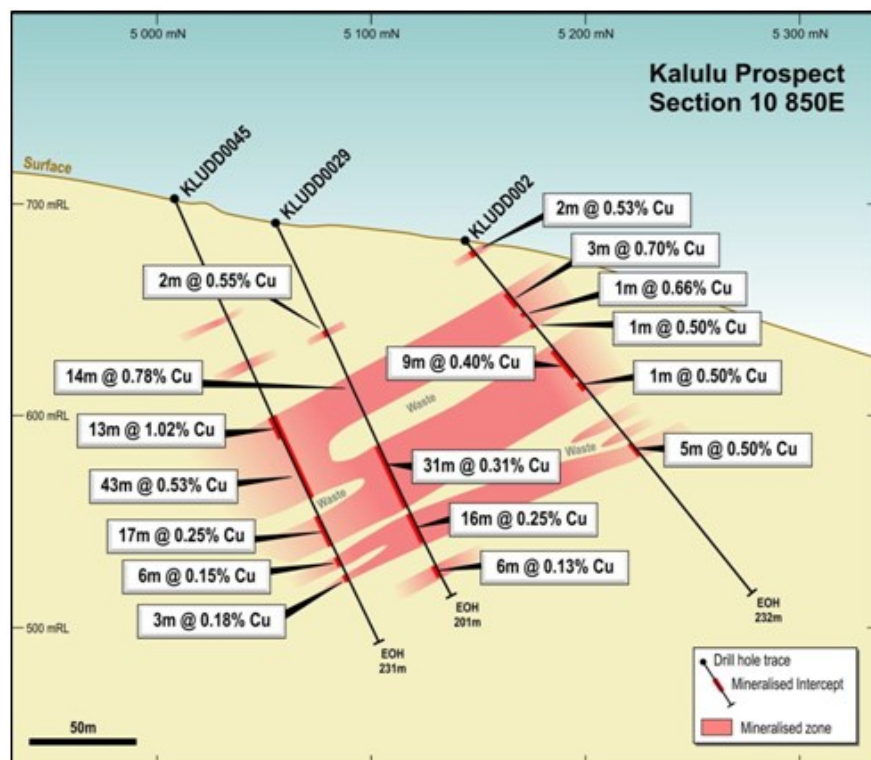 5 000 mN
5 100 mN
5 200 mN
5 300 mN
Kalulu Prospect
Section 10 850E
Surface
KLUDD0045
KLUDD0029
KLUDD002
700 mRL
600 mRL
500 mRL
2m @ 0.53% Cu
3m @ 0.70% Cu
1m @ 0.66% Cu
1m @ 0.50% Cu
2m @ 0.55% Cu
9m @ 0.40% Cu
1m @ 0.50% Cu
14m @ 0.78% Cu
Waste
13m @ 1.02% Cu
Waste
5m @ 0.50% Cu
31m @ 0.31% Cu
43m @ 0.53% Cu
Waste
16m @ 0.25% Cu
17m @ 0.25% Cu
6m @ 0.15% Cu
6m @ 0.13% Cu
3m @ 0.18% Cu
EOH
201m
EOH
232m
EOH
231m
Drill hole trace
Mineralised Intercept
Mineralised zone
50m